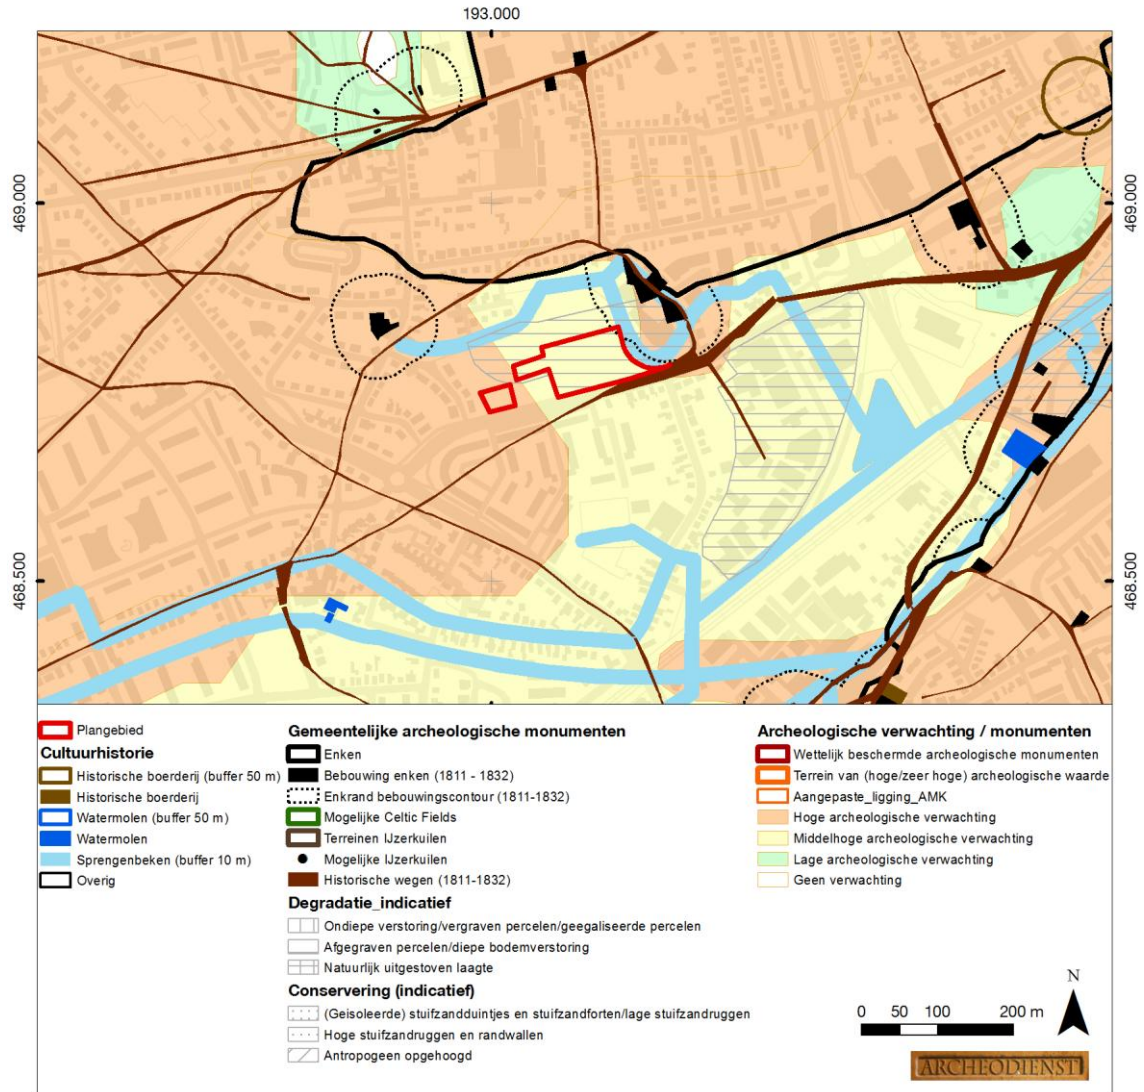 193.000
469.000
469.000
468.500
468.500
Plangebied
Cultuurhistorie
Historische boerderij (buffer 50 m)
Historische boerderij
Watermolen (buffer 50 m)
Watermolen
Sprengenbeken (buffer 10 m)
Overig
Gemeentelijke archeologische monumenten
Enken
Bebouwing enken (1811 - 1832)
Enkrand bebouwingscontour (1811-1832)
Mogelijke Celtic Fields
Terreinen IJzerkuilen
Mogelijke IJzerkuilen
Historische wegen (1811-1832)
Degradatie_indicatief
Ondiepe verstoring/vergraven percelen/geegaliseerde percelen
Afgegraven percelen/diepe bodemverstoring
Natuurlijk uitgestoven laagte
Conservering (indicatief)
(Geisoleerde) stuifzandduintjes en stuifzandforten/lage stuifzandruggen
Hoge stuifzandruggen en randwallen
Antropogeen opgehoogd
Archeologische verwachting / monumenten
Wettelijk beschermde archeologische monumenten
Terrein van (hoge/zeer hoge) archeologische waarde
Aangepaste_ligging_AMK
Hoge archeologische verwachting
Middelhoge archeologische verwachting
Lage archeologische verwachting
Geen verwachting
N
0 50 100 200 m
ARCHEODIENST